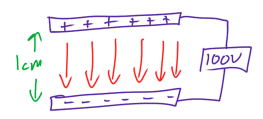 + + + + + +
1cm
100V
- - - - - -